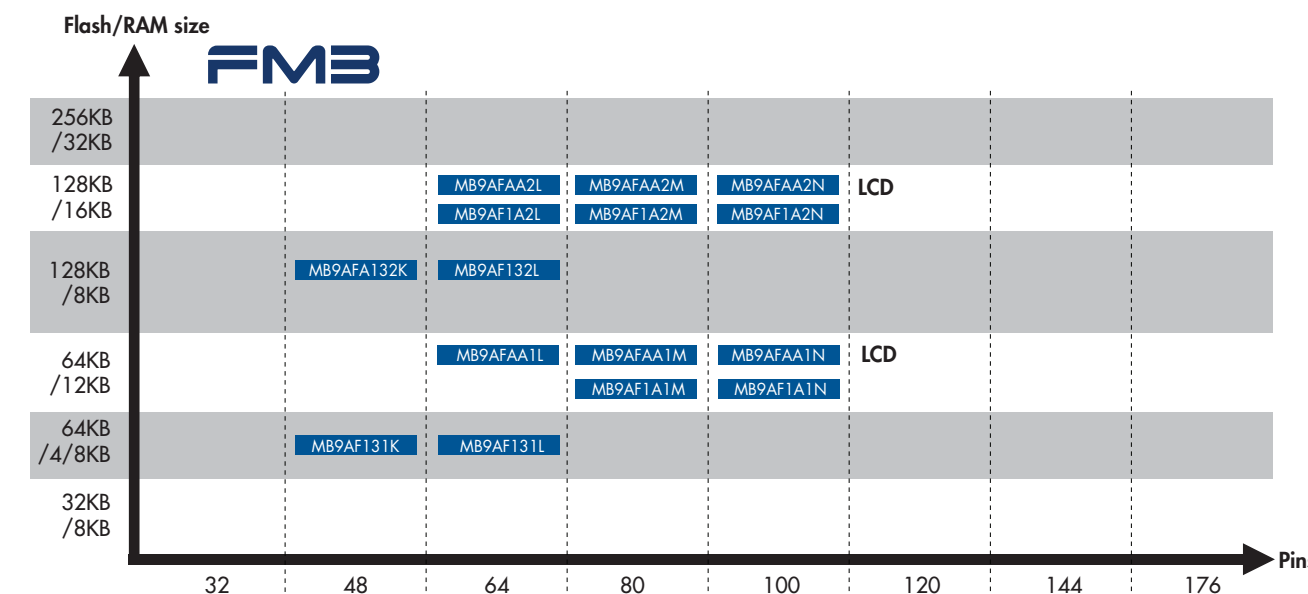 Flash/RAM size
FM3
256KB
/32KB
128KB
/16KB
MB9AFAA2L MB9AFAA2M MB9AFAA2N LCD
MB9AF1A2L MB9AF1A2M MB9AF1A2N
128KB
/8KB
MB9AFA132K MB9AF132L
64KB
/12KB
MB9AFAA1L MB9AFAA1M MB9AFAA1N LCD
MB9AF1A1M MB9AF1A1N
64KB
/4/8KB
MB9AF131K MB9AF131L
32KB
/8KB
Pin
32 48 64 80 100 120 144 176